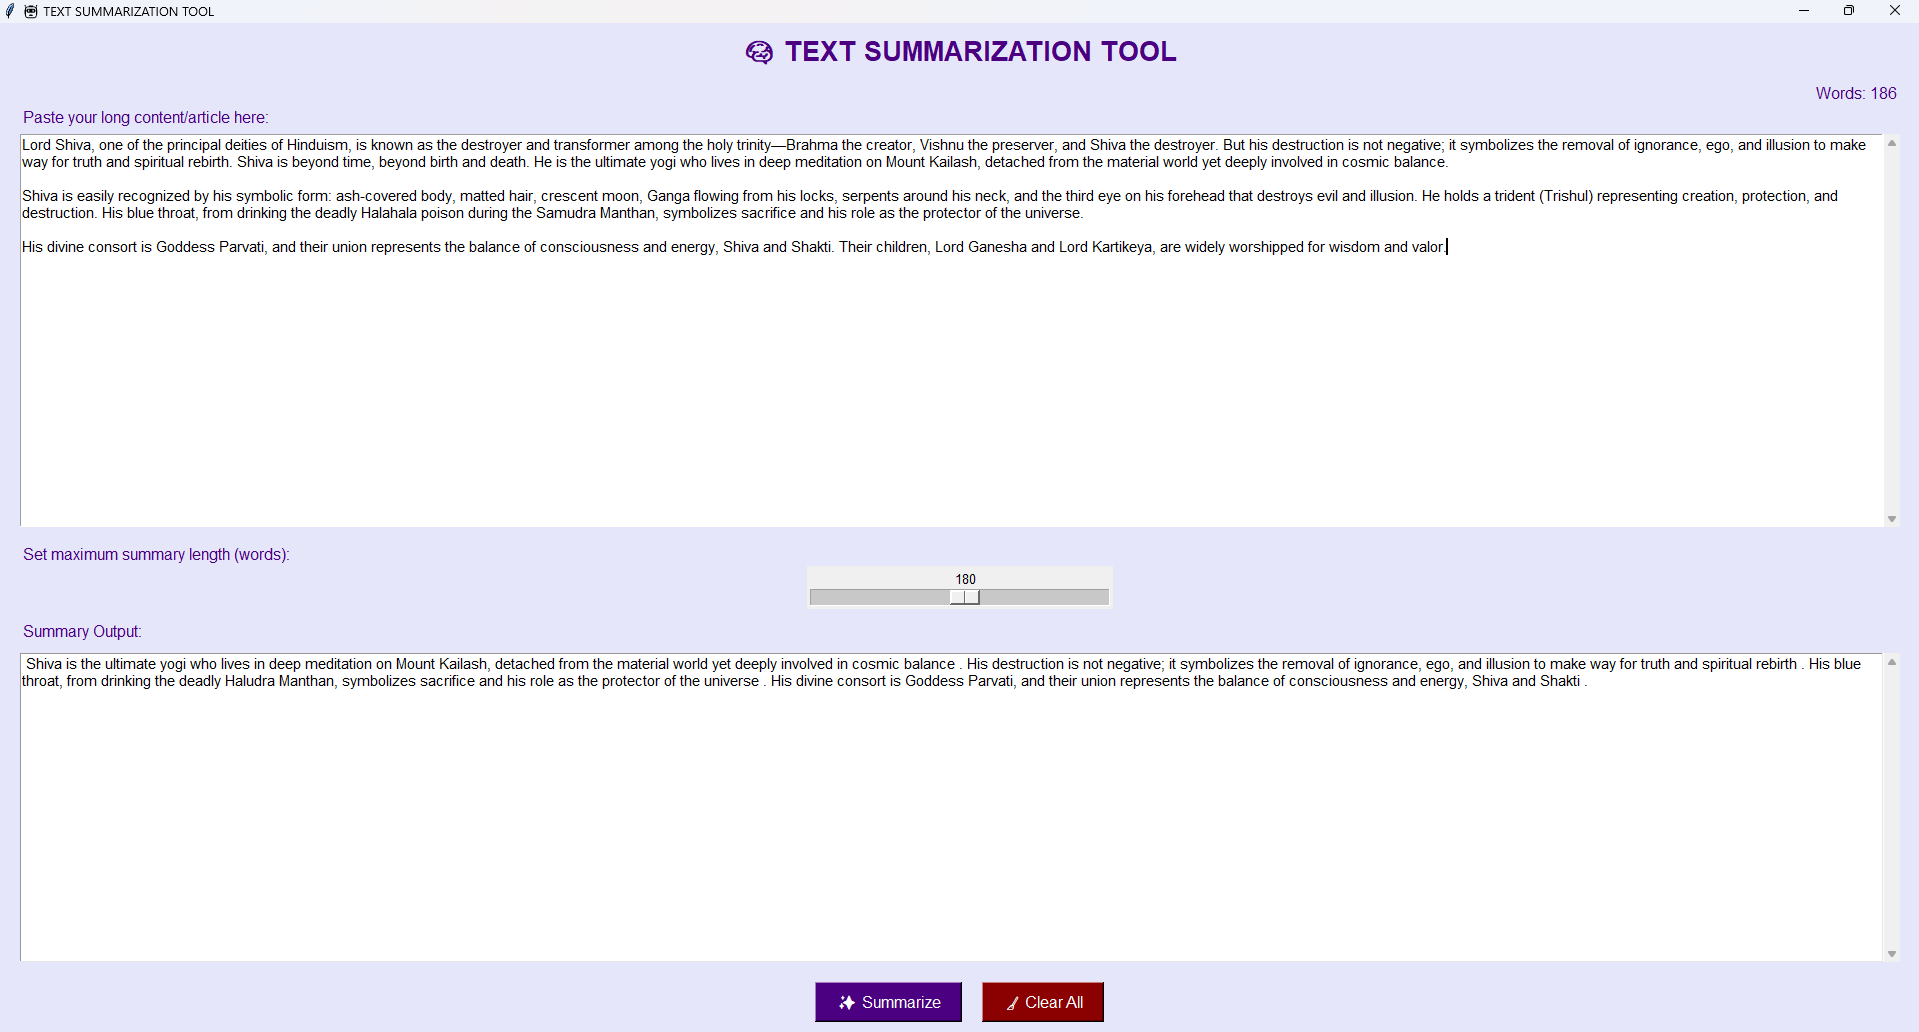 TEXT SUMMARIZATION TOOL
TEXT SUMMARIZATION TOOL
Words: 186
Paste your long content/article here:
Lord Shiva, one of the principal deities of Hinduism, is known as the destroyer and transformer among the holy trinity—Brahma the creator, Vishnu the preserver, and Shiva the destroyer. But his destruction is not negative; it symbolizes the removal of ignorance, ego, and illusion to make
way for truth and spiritual rebirth. Shiva is beyond time, beyond birth and death. He is the ultimate yogi who lives in deep meditation on Mount Kailash, detached from the material world yet deeply involved in cosmic balance.
Shiva is easily recognized by his symbolic form: ash-covered body, matted hair, crescent moon, Ganga flowing from his locks, serpents around his neck, and the third eye on his forehead that destroys evil and illusion. He holds a trident (Trishul) representing creation, protection, and
destruction. His blue throat, from drinking the deadly Halahala poison during the Samudra Manthan, symbolizes sacrifice and his role as the protector of the universe.
His divine consort is Goddess Parvati, and their union represents the balance of consciousness and energy, Shiva and Shakti. Their children, Lord Ganesha and Lord Kartikeya, are widely worshipped for wisdom and valor.
Set maximum summary length (words):
180
Summary Output:
Shiva is the ultimate yogi who lives in deep meditation on Mount Kailash, detached from the material world yet deeply involved in cosmic balance . His destruction is not negative; it symbolizes the removal of ignorance, ego, and illusion to make way for truth and spiritual rebirth . His blue
throat, from drinking the deadly Haludra Manthan, symbolizes sacrifice and his role as the protector of the universe . His divine consort is Goddess Parvati, and their union represents the balance of consciousness and energy, Shiva and Shakti .
Summarize
Clear All